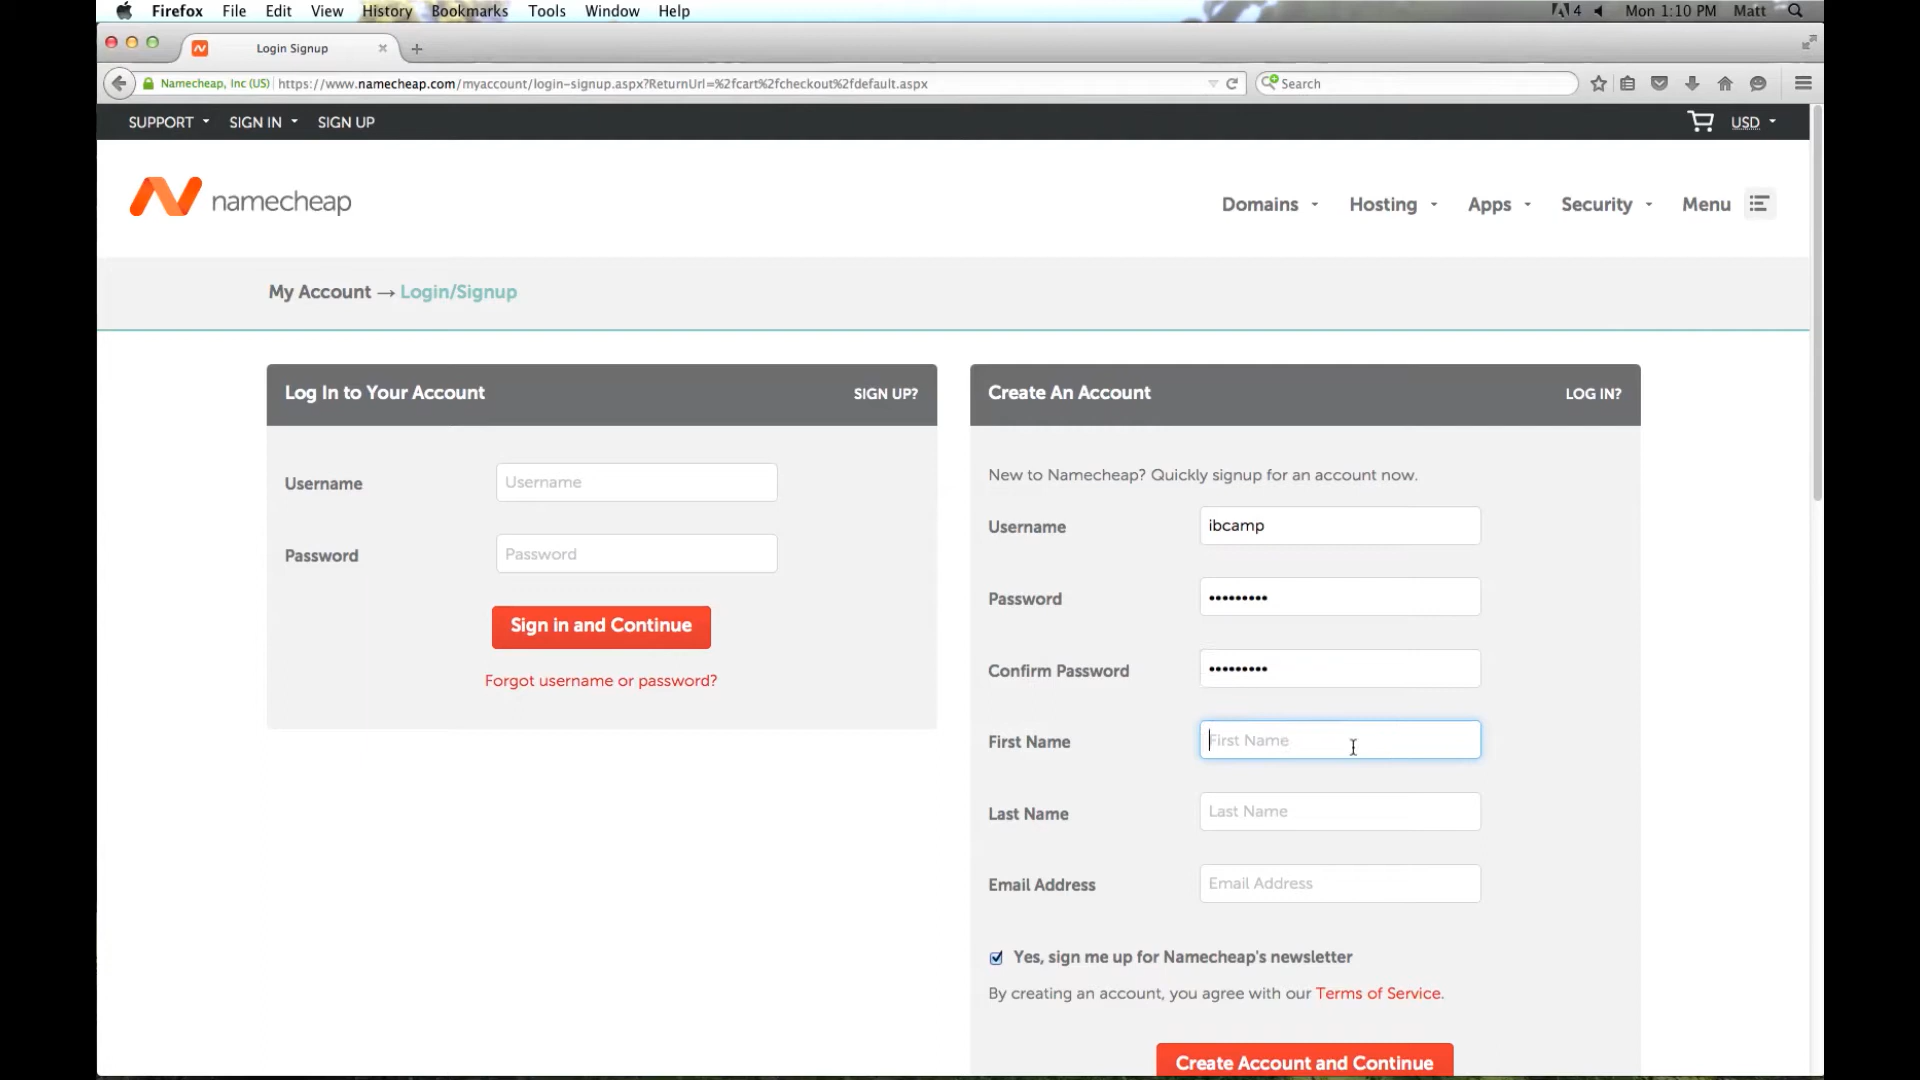 Firefox File Edit View History Bookmarks Tools Window Help
4 Mon 1:10 PM Matt
Login Signup
Namecheap, Inc (US) https://www.namecheap.com/myaccount/login-signup.aspx?ReturnUrl=%2fcart%2fcheckout%2fdefault.aspx
Search
SUPPORT SIGN IN SIGN UP
USD
namecheap
Domains Hosting Apps Security Menu
My Account → Login/Signup
Log In to Your Account
SIGN UP?
Username
Username
Password
Password
Sign in and Continue
Forgot username or password?
Create An Account
LOG IN?
New to Namecheap? Quickly signup for an account now.
Username
ibcamp
Password
•••••••••
Confirm Password
•••••••••
First Name
First Name
Last Name
Last Name
Email Address
Email Address
Yes, sign me up for Namecheap's newsletter
By creating an account, you agree with our Terms of Service.
Create Account and Continue